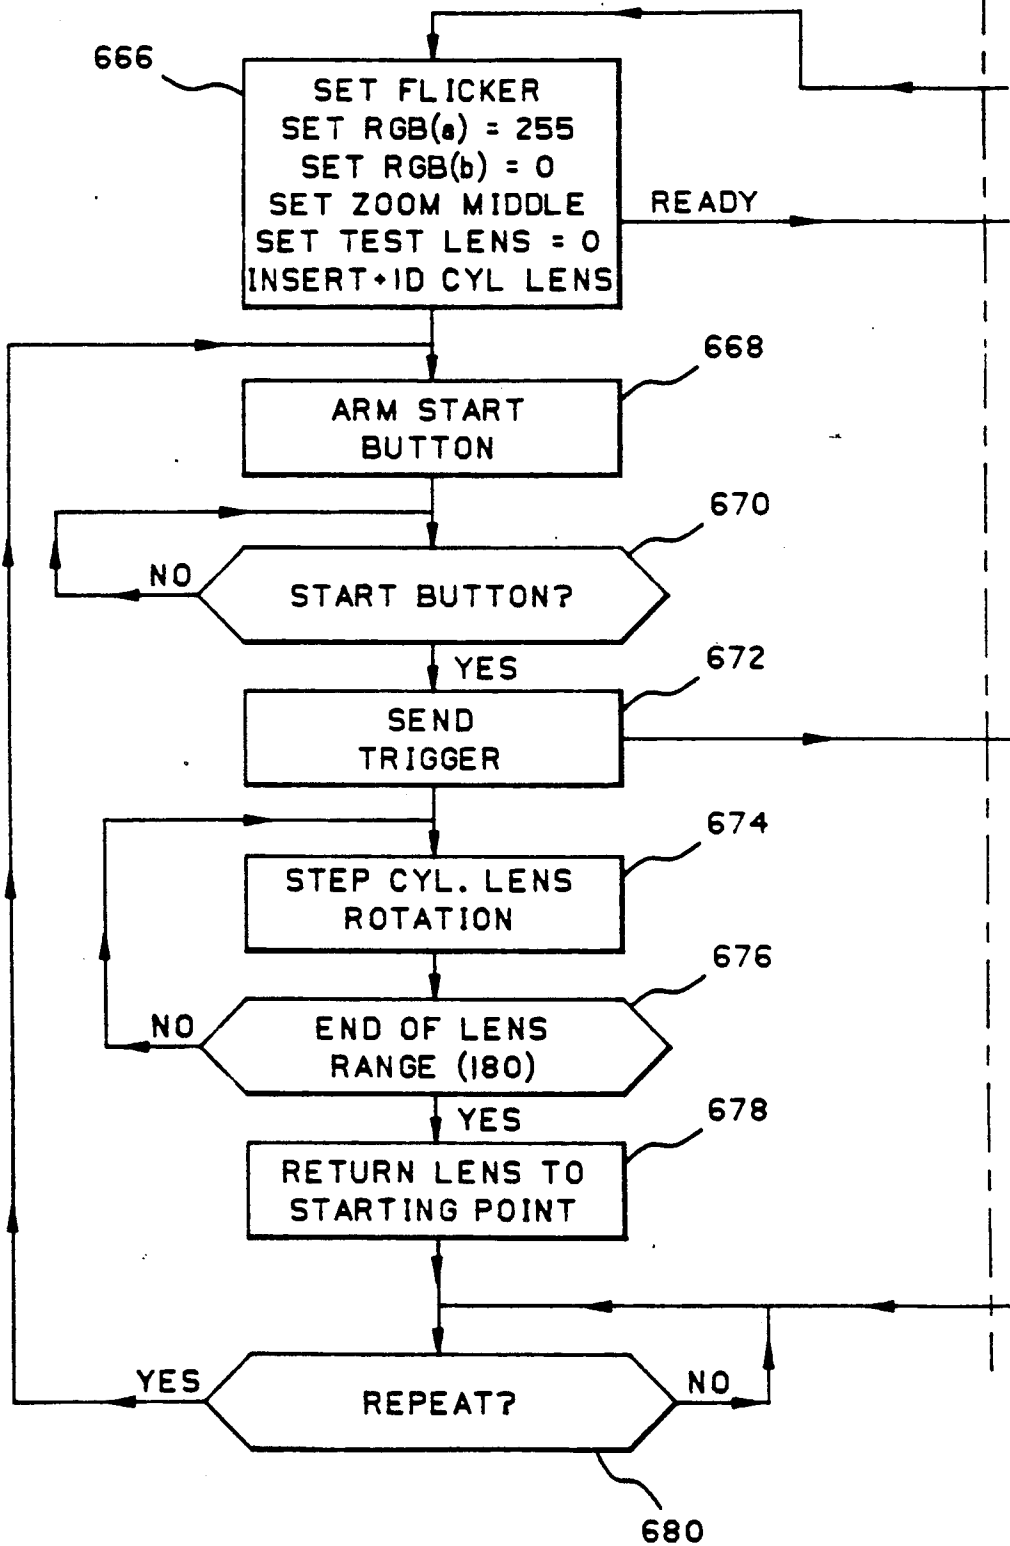 666
SET FLICKER
SET RGB(a) = 255
SET RGB(b) = 0
SET ZOOM MIDDLE
SET TEST LENS = 0
INSERT+1D CYL LENS
READY
668
ARM START
BUTTON
670
NO
START BUTTON?
YES
672
SEND
TRIGGER
674
STEP CYL. LENS
ROTATION
676
NO
END OF LENS
RANGE (180)
YES
678
RETURN LENS TO
STARTING POINT
YES
REPEAT?
NO
680